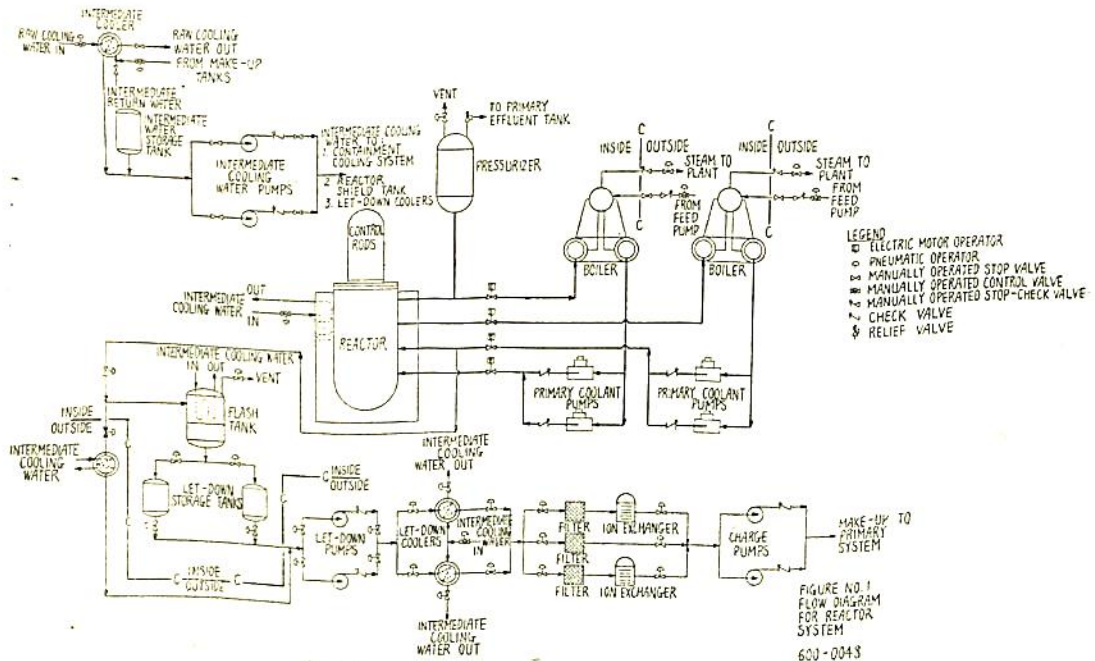 INTERMEDIATE
COOLER
RAW COOLING
WATER IN
RAW COOLING
WATER OUT
FROM MAKE-UP
TANKS
INTERMEDIATE
RETURN WATER
INTERMEDIATE
WATER
STORAGE
TANK
INTERMEDIATE
COOLING
WATER PUMPS
INTERMEDIATE COOLING
WATER TO:
1. CONTAINMENT
COOLING SYSTEM
2. REACTOR
SHIELD TANK
3. LET-DOWN COOLERS
VENT
TO PRIMARY
EFFLUENT TANK
PRESSURIZER
C
INSIDE OUTSIDE
STEAM TO
PLANT
FROM
FEED
PUMP
C
BOILER
C
INSIDE OUTSIDE
STEAM TO
PLANT
FROM
FEED
PUMP
C
BOILER
LEGEND
ELECTRIC MOTOR OPERATOR
PNEUMATIC OPERATOR
MANUALLY OPERATED STOP VALVE
MANUALLY OPERATED CONTROL VALVE
MANUALLY OPERATED STOP-CHECK VALVE
CHECK VALVE
RELIEF VALVE
CONTROL
RODS
OUT
INTERMEDIATE
COOLING WATER
IN
REACTOR
PRIMARY COOLANT
PUMPS
PRIMARY COOLANT
PUMPS
INTERMEDIATE COOLING WATER
IN OUT
VENT
FLASH
TANK
INSIDE
OUTSIDE
INTERMEDIATE
COOLING
WATER
LET-DOWN
STORAGE TANKS
C INSIDE
OUTSIDE
C INSIDE C
OUTSIDE
LET-DOWN
PUMPS
INTERMEDIATE
COOLING
WATER OUT
LET-DOWN
COOLERS
INTERMEDIATE
COOLING
WATER
IN
INTERMEDIATE
COOLING
WATER OUT
FILTER
ION EXCHANGER
FILTER
FILTER
ION EXCHANGER
CHARGE
PUMPS
MAKE-UP TO
PRIMARY
SYSTEM
FIGURE NO. 1
FLOW DIAGRAM
FOR REACTOR
SYSTEM
600-0048